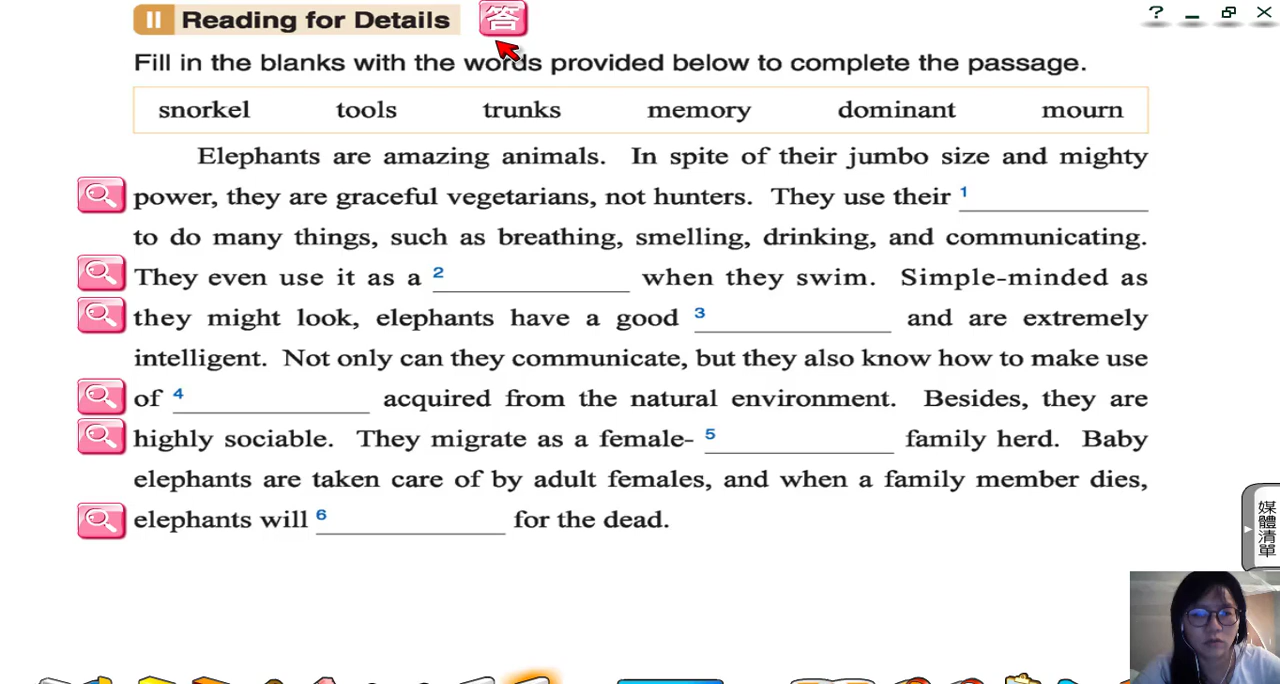 II Reading for Details 答
Fill in the blanks with the words provided below to complete the passage.
snorkel tools trunks memory dominant mourn
Elephants are amazing animals. In spite of their jumbo size and mighty
power, they are graceful vegetarians, not hunters. They use their 1
to do many things, such as breathing, smelling, drinking, and communicating.
They even use it as a 2 when they swim. Simple-minded as
they might look, elephants have a good 3 and are extremely
intelligent. Not only can they communicate, but they also know how to make use
of 4 acquired from the natural environment. Besides, they are
highly sociable. They migrate as a female- 5 family herd. Baby
elephants are taken care of by adult females, and when a family member dies,
elephants will 6 for the dead.
媒體清單